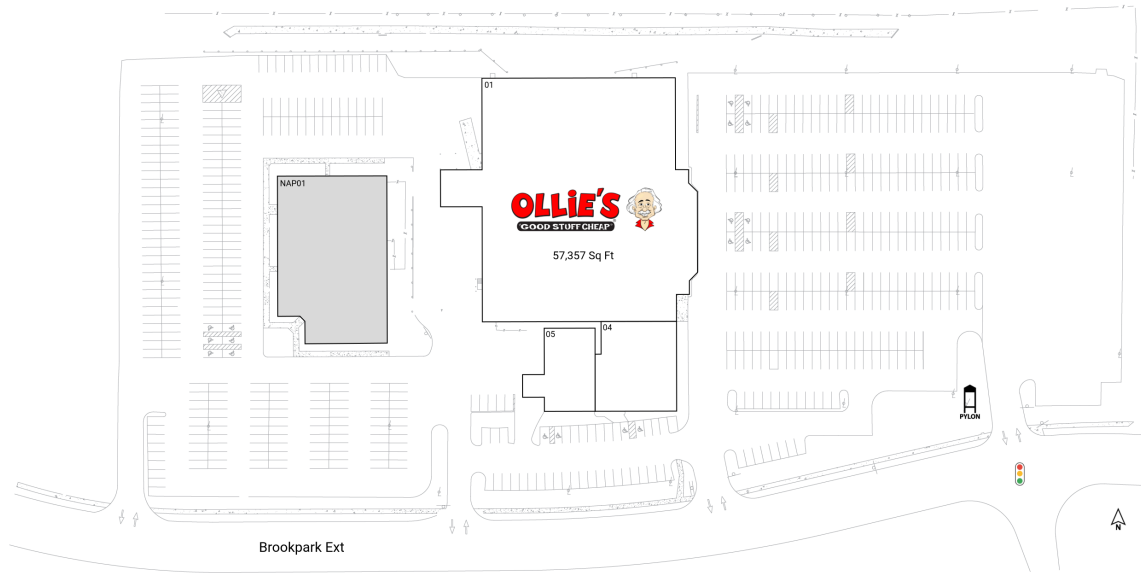 01
NAP01
OLLiE'S
GOOD STUFF CHEAP
57,357 Sq Ft
05
04
PYLON
N
Brookpark Ext